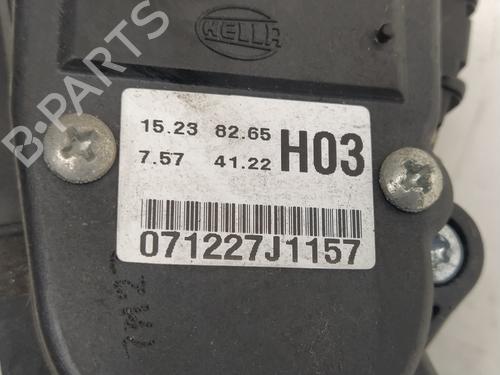 HELLA
15.23 82.65
7.57 41.22 H03
071227J1157
B-PARTS